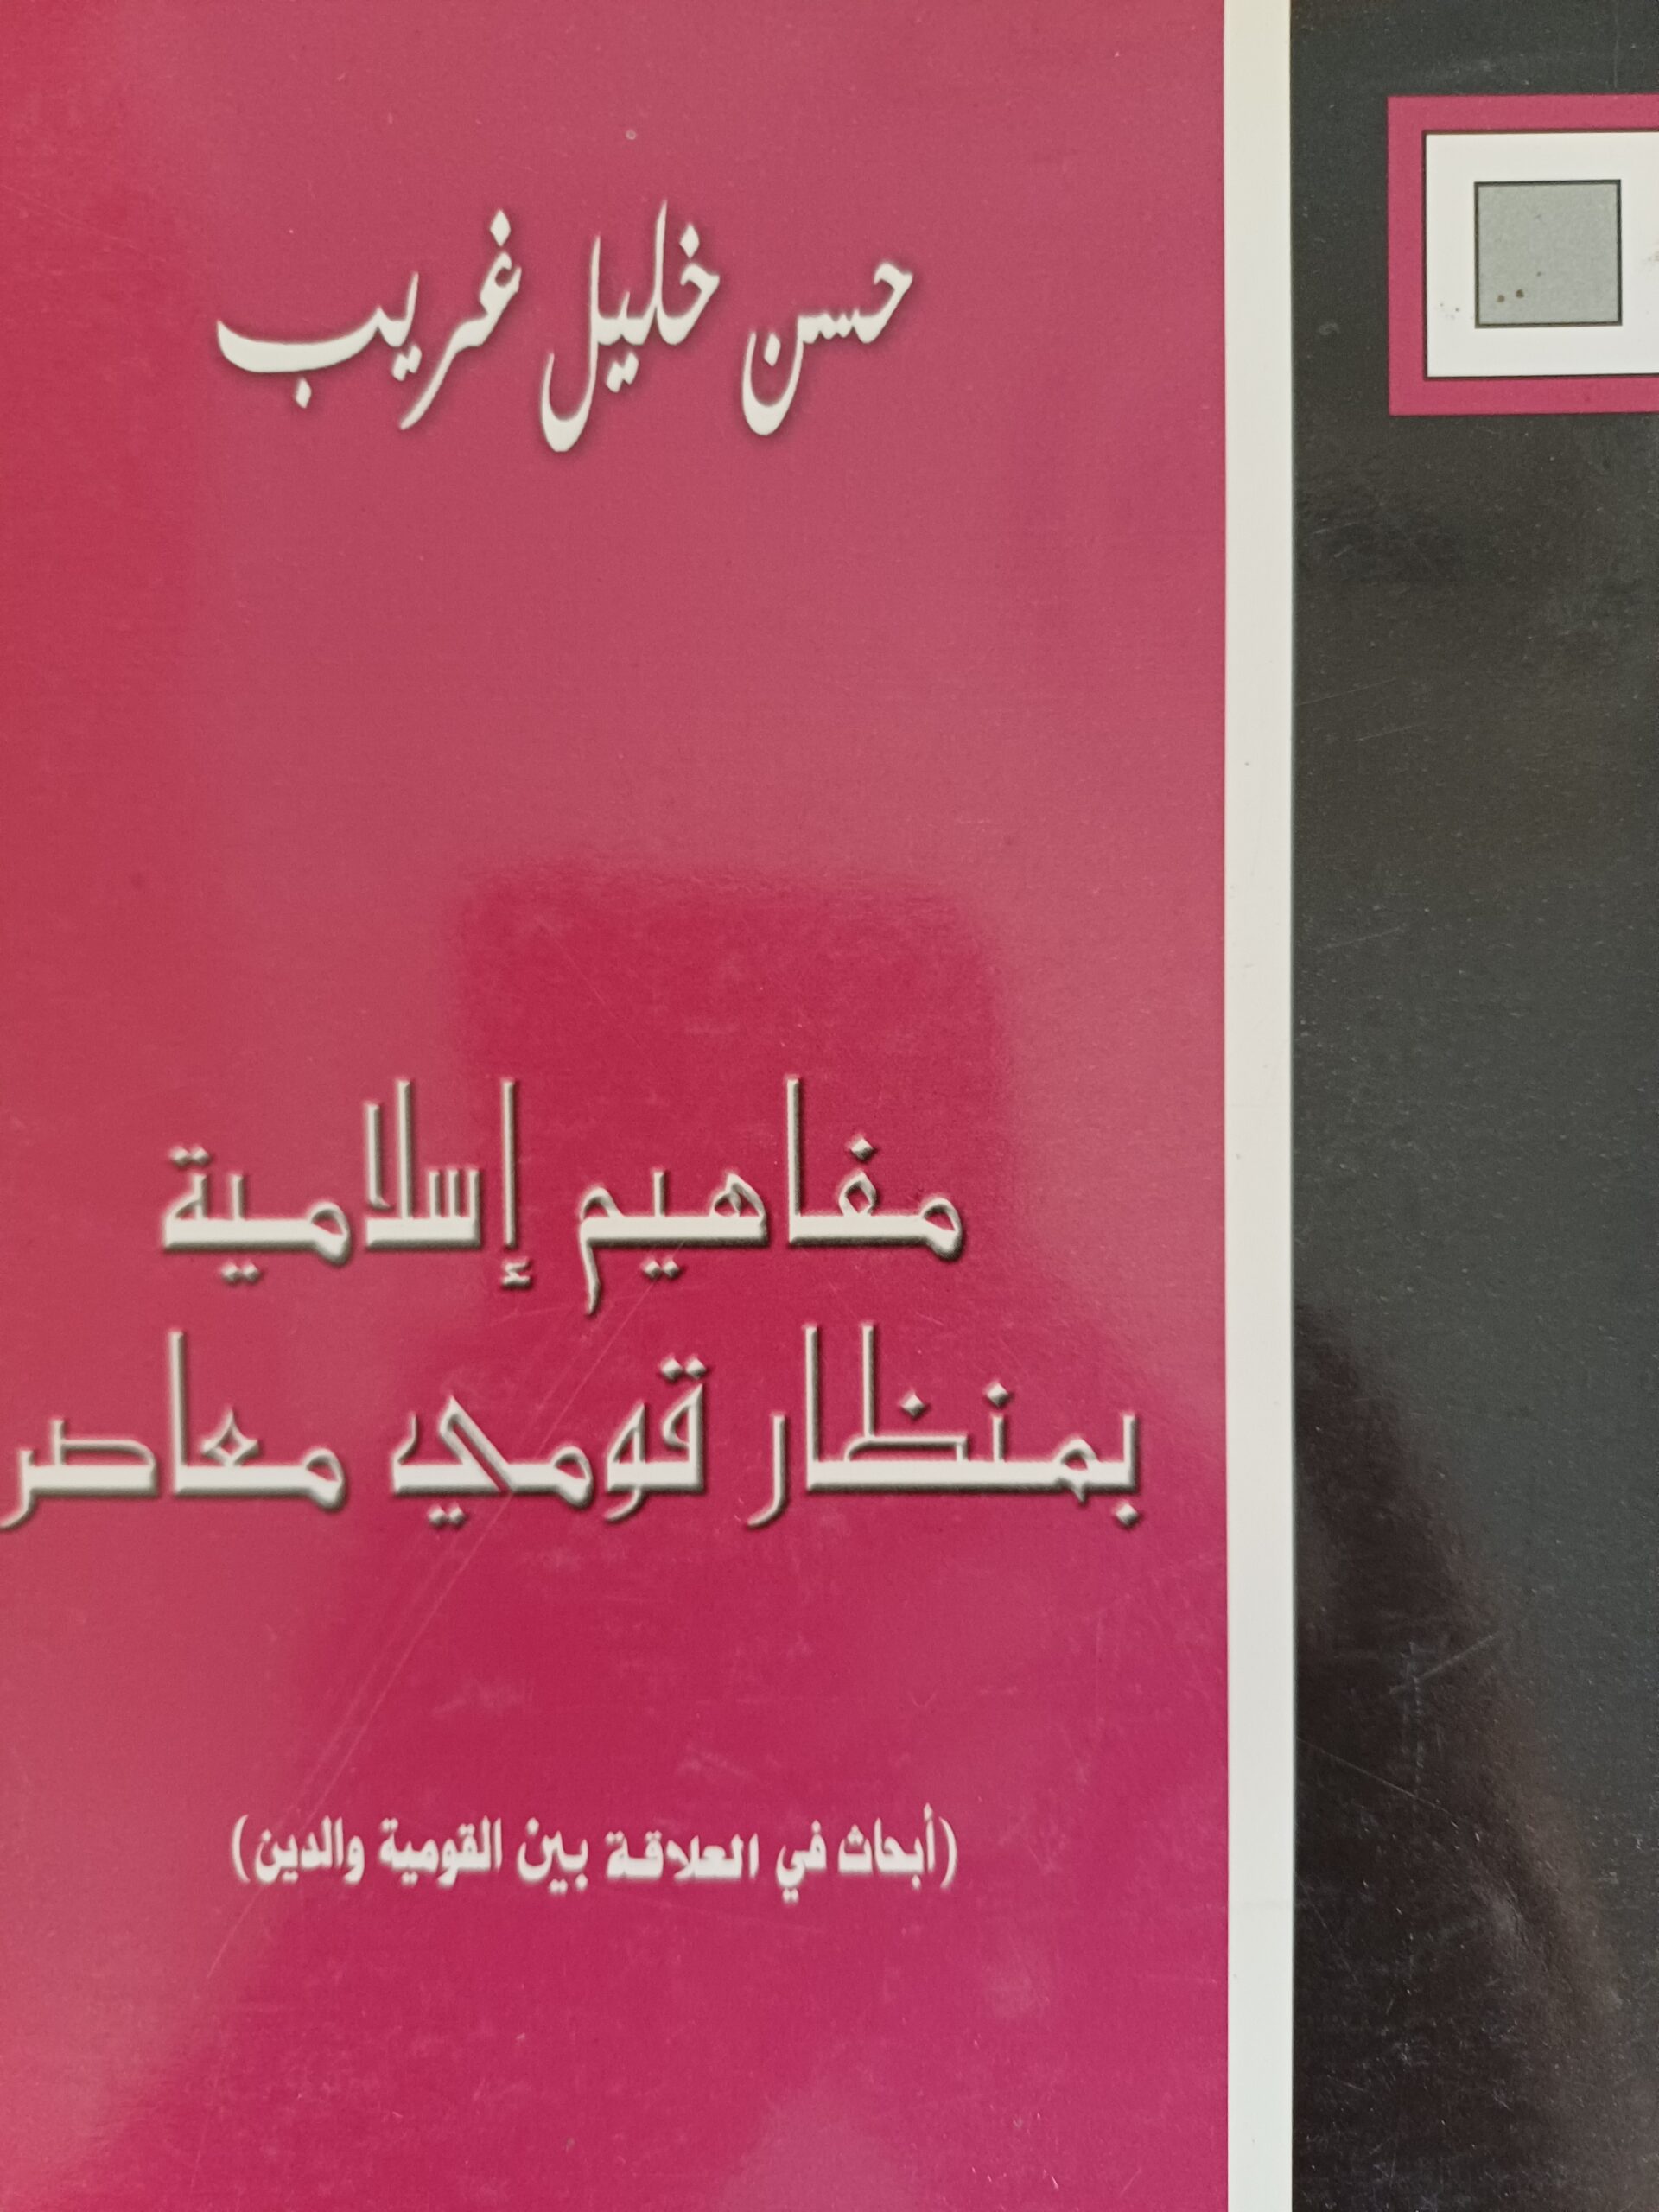 حسن خليل غريب
مفاهيم إسلامية
بمنظار قومي معاصر
(أبحاث في العلاقة بين القومية والدين)